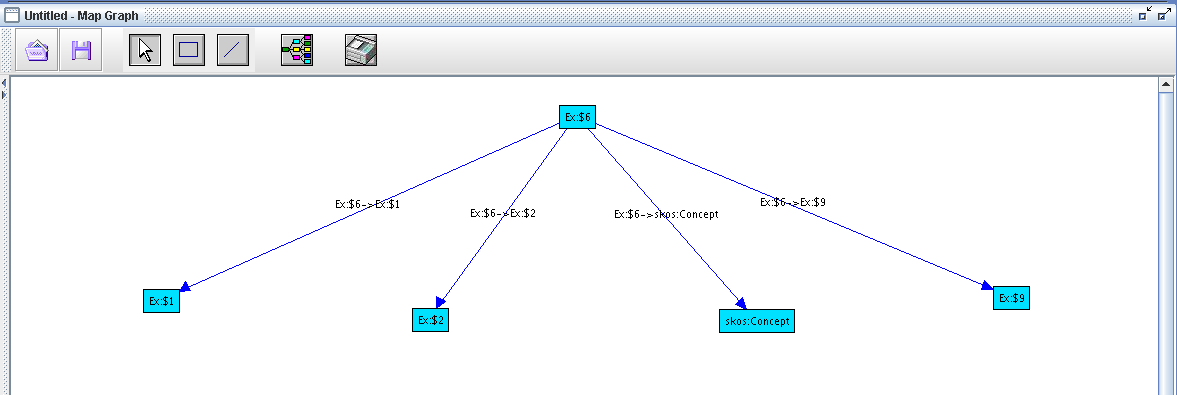 Untitled - Map Graph
Ex:$6
Ex:$6->Ex:$1
Ex:$6->Ex:$2
Ex:$6->skos:Concept
Ex:$6->Ex:$9
Ex:$1
Ex:$2
skos:Concept
Ex:$9